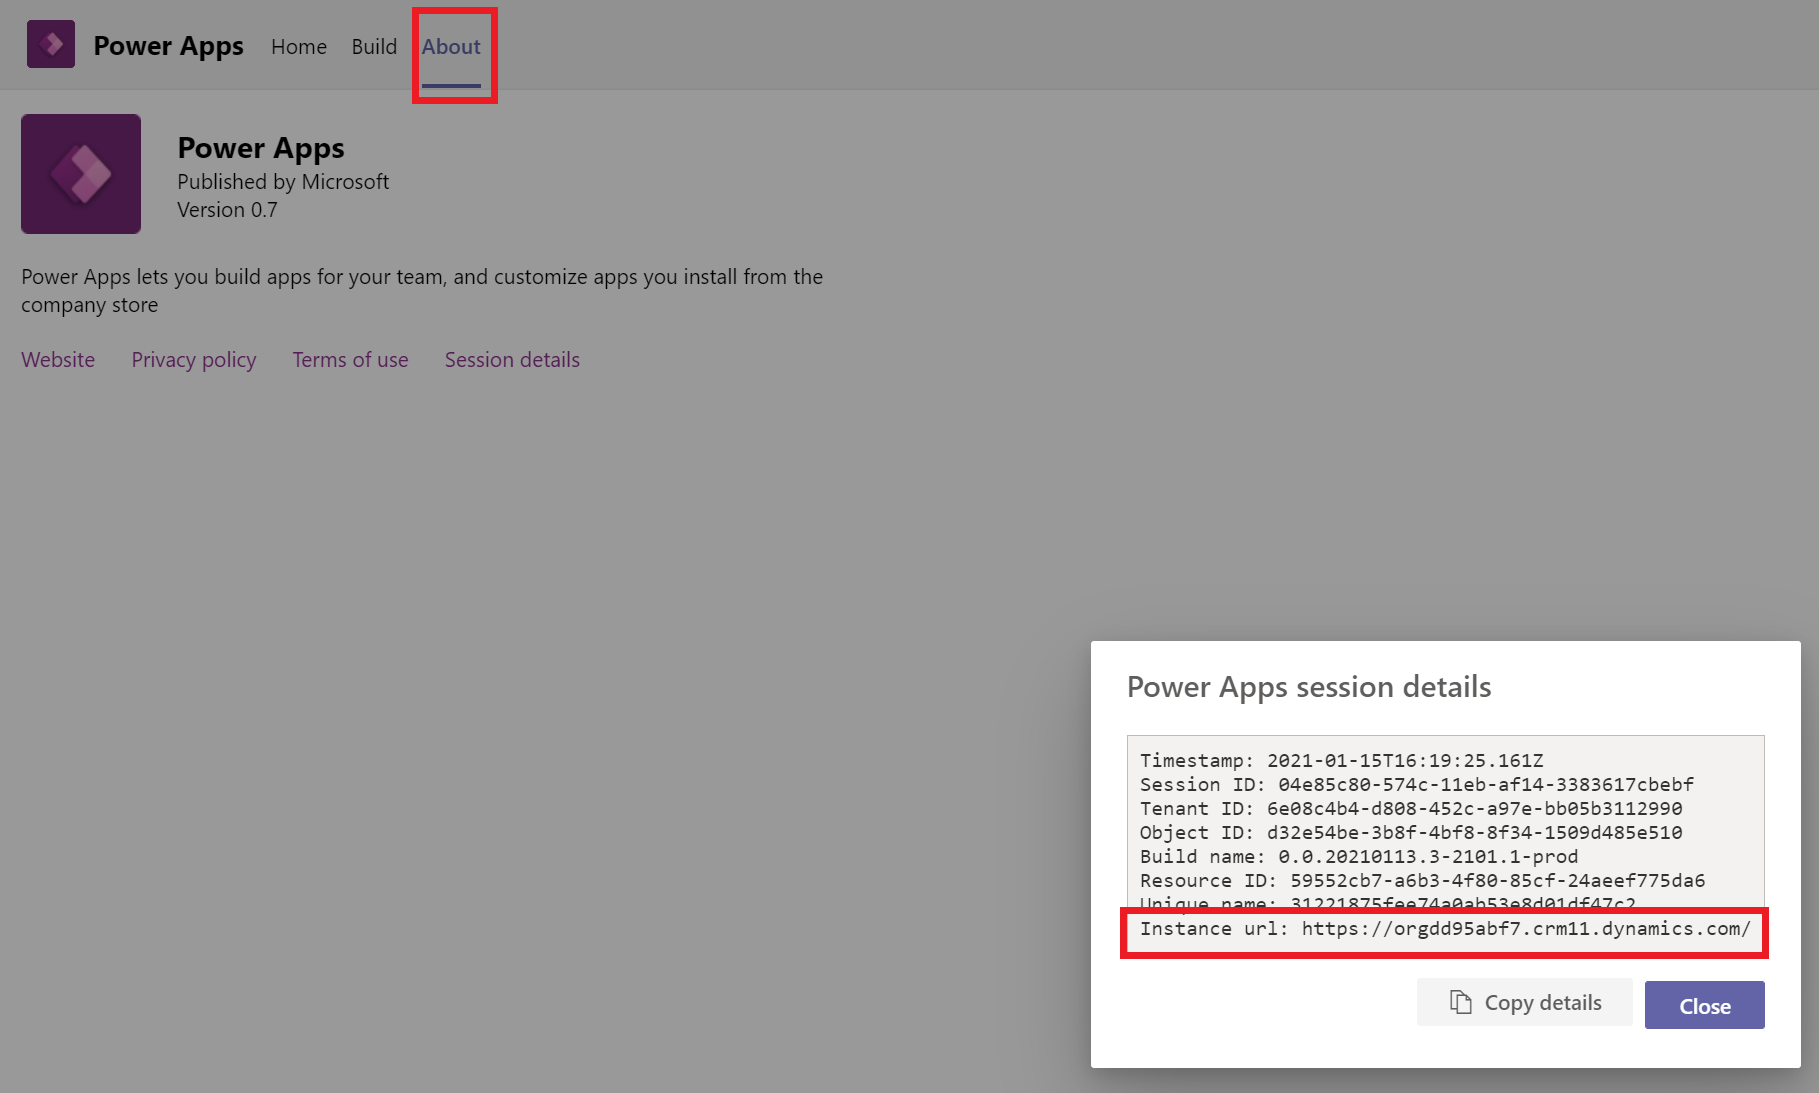 Power Apps Home Build About
Power Apps
Published by Microsoft
Version 0.7
Power Apps lets you build apps for your team, and customize apps you install from the
company store
Website Privacy policy Terms of use Session details
Power Apps session details
Timestamp: 2021-01-15T16:19:25.161Z
Session ID: 04e85c80-574c-11eb-af14-3383617cbebf
Tenant ID: 6e08c4b4-d808-452c-a97e-bb05b3112990
Object ID: d32e54be-3b8f-4bf8-8f34-1509d485e510
Build name: 0.0.20210113.3-2101.1-prod
Resource ID: 59552cb7-a6b3-4f80-85cf-24aeef775da6
Unique name: 31221875fee74a0ab53e8d01df47c2
Instance url: https://orgdd95abf7.crm11.dynamics.com/
Copy details Close